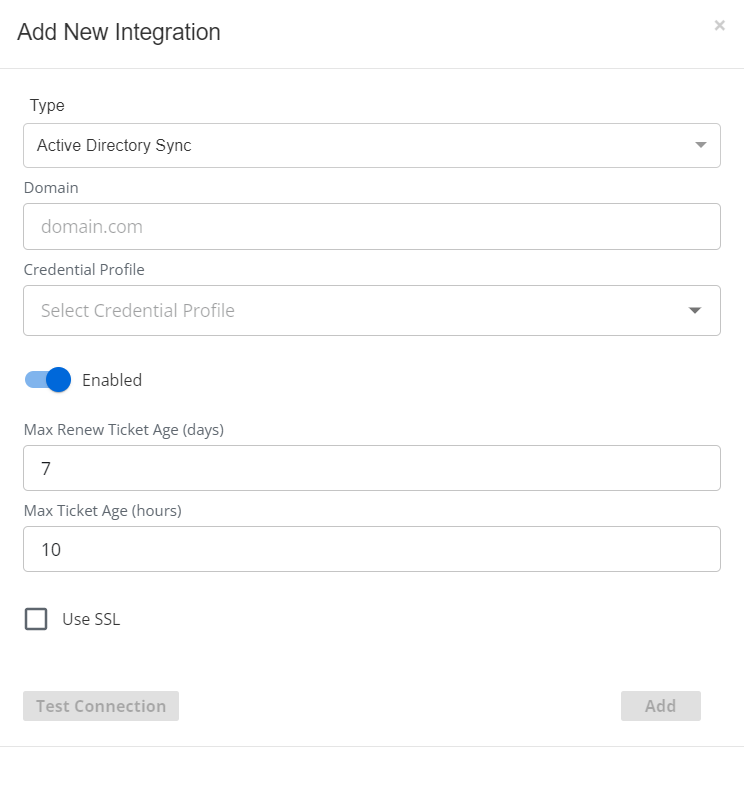 Add New Integration
×
Type
Active Directory Sync
Domain
domain.com
Credential Profile
Select Credential Profile
Enabled
Max Renew Ticket Age (days)
7
Max Ticket Age (hours)
10
Use SSL
Test Connection
Add